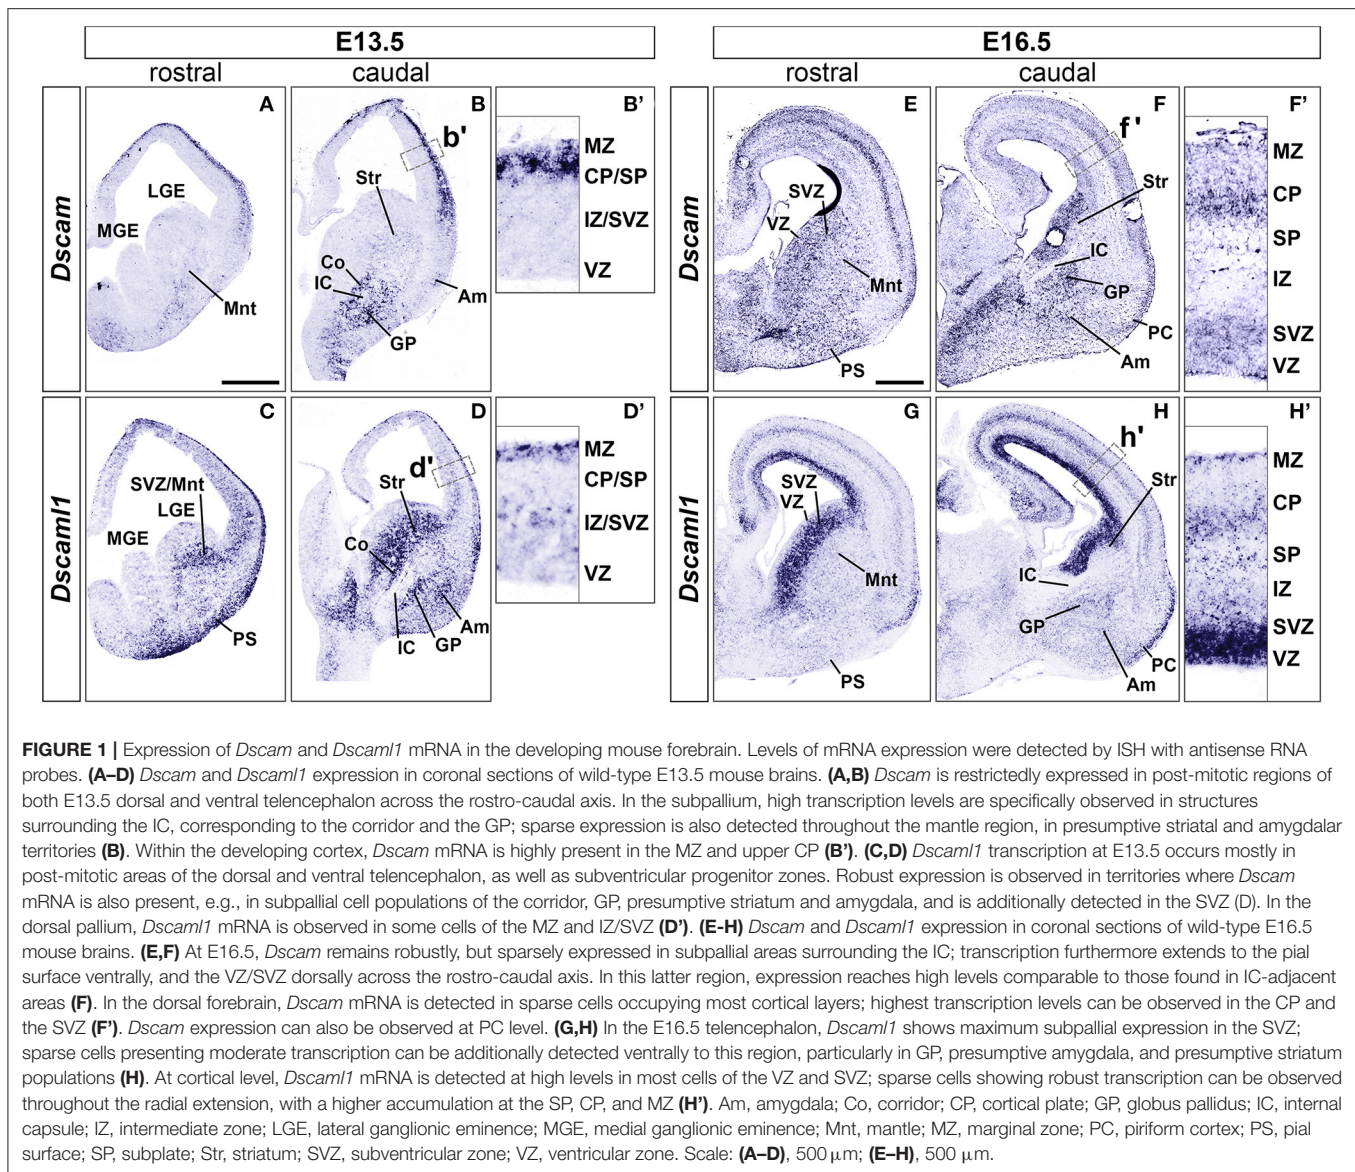 E13.5
E16.5
rostral
caudal
rostral
caudal
Dscam
A
LGE
MGE
Mnt
B
b'
Str
Co
IC
GP
Am
B'
MZ
CP/SP
IZ/SVZ
VZ
Dscam
E
SVZ
VZ
Mnt
PS
F
f'
Str
IC
GP
PC
Am
F'
MZ
CP
SP
IZ
SVZ
VZ
Dscaml1
C
SVZ/Mnt
LGE
MGE
PS
D
d'
Str
Co
Am
IC
GP
D'
MZ
CP/SP
IZ/SVZ
VZ
Dscaml1
G
SVZ
VZ
Mnt
PS
H
h'
Str
IC
GP
PC
Am
H'
MZ
CP
SP
IZ
SVZ
VZ
FIGURE 1 | Expression of Dscam and Dscaml1 mRNA in the developing mouse forebrain. Levels of mRNA expression were detected by ISH with antisense RNA
probes. (A–D) Dscam and Dscaml1 expression in coronal sections of wild-type E13.5 mouse brains. (A,B) Dscam is restrictedly expressed in post-mitotic regions of
both E13.5 dorsal and ventral telencephalon across the rostro-caudal axis. In the subpallium, high transcription levels are specifically observed in structures
surrounding the IC, corresponding to the corridor and the GP; sparse expression is also detected throughout the mantle region, in presumptive striatal and amygdalar
territories (B). Within the developing cortex, Dscam mRNA is highly present in the MZ and upper CP (B'). (C,D) Dscaml1 transcription at E13.5 occurs mostly in
post-mitotic areas of the dorsal and ventral telencephalon, as well as subventricular progenitor zones. Robust expression is observed in territories where Dscam
mRNA is also present, e.g., in subpallial cell populations of the corridor, GP, presumptive striatum and amygdala, and is additionally detected in the SVZ (D). In the
dorsal pallium, Dscaml1 mRNA is observed in some cells of the MZ and IZ/SVZ (D'). (E-H) Dscam and Dscaml1 expression in coronal sections of wild-type E16.5
mouse brains. (E,F) At E16.5, Dscam remains robustly, but sparsely expressed in subpallial areas surrounding the IC; transcription furthermore extends to the pial
surface ventrally, and the VZ/SVZ dorsally across the rostro-caudal axis. In this latter region, expression reaches high levels comparable to those found in IC-adjacent
areas (F). In the dorsal forebrain, Dscam mRNA is detected in sparse cells occupying most cortical layers; highest transcription levels can be observed in the CP and
the SVZ (F'). Dscam expression can also be observed at PC level. (G,H) In the E16.5 telencephalon, Dscaml1 shows maximum subpallial expression in the SVZ;
sparse cells presenting moderate transcription can be additionally detected ventrally to this region, particularly in GP, presumptive amygdala, and presumptive striatum
populations (H). At cortical level, Dscaml1 mRNA is detected at high levels in most cells of the VZ and SVZ; sparse cells showing robust transcription can be observed
throughout the radial extension, with a higher accumulation at the SP, CP, and MZ (H'). Am, amygdala; Co, corridor; CP, cortical plate; GP, globus pallidus; IC, internal
capsule; IZ, intermediate zone; LGE, lateral ganglionic eminence; MGE, medial ganglionic eminence; Mnt, mantle; MZ, marginal zone; PC, piriform cortex; PS, pial
surface; SP, subplate; Str, striatum; SVZ, subventricular zone; VZ, ventricular zone. Scale: (A–D), 500 µm; (E–H), 500 µm.